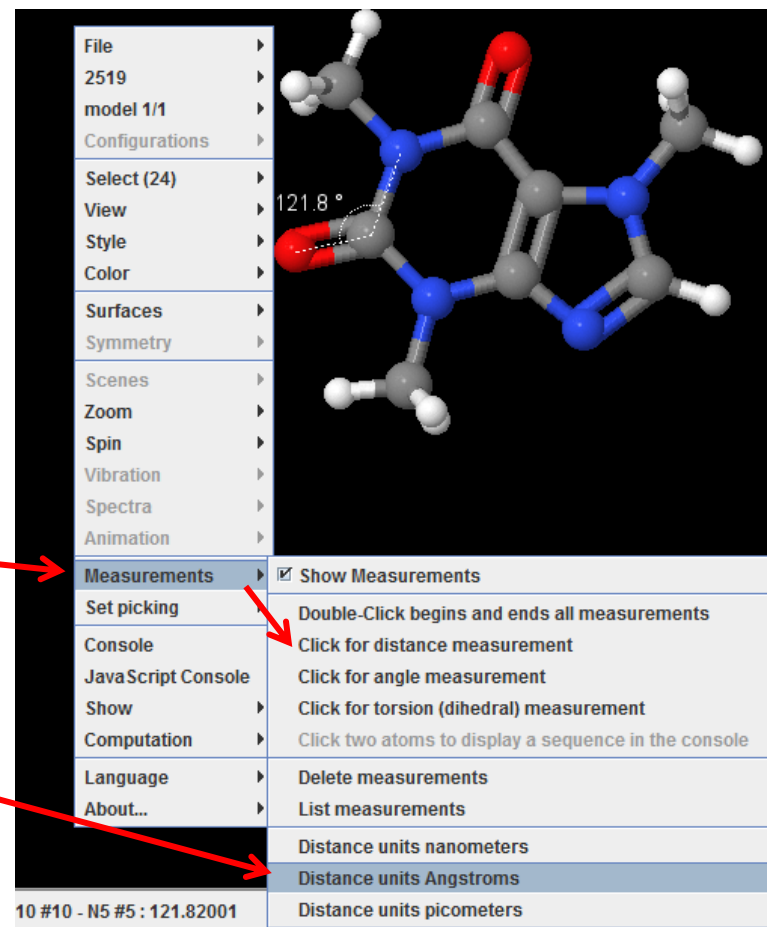 File
2519
model 1/1
Configurations
Select (24)
View
Style
Color
Surfaces
Symmetry
Scenes
Zoom
Spin
Vibration
Spectra
Animation
Measurements
Set picking
Console
JavaScript Console
Show
Computation
Language
About...
121.8 °
Show Measurements
Double-Click begins and ends all measurements
Click for distance measurement
Click for angle measurement
Click for torsion (dihedral) measurement
Click two atoms to display a sequence in the console
Delete measurements
List measurements
Distance units nanometers
Distance units Angstroms
Distance units picometers
10 #10 - N5 #5 : 121.82001